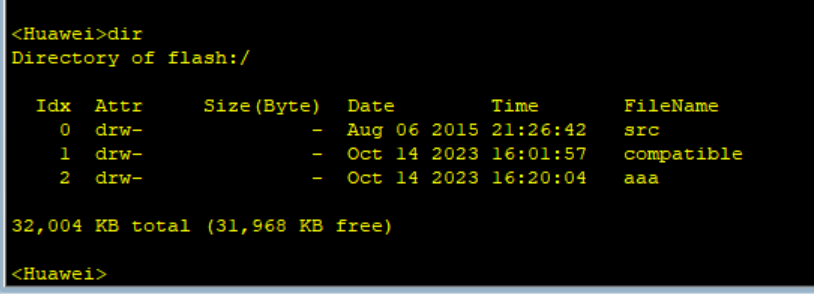 <Huawei>dir
Directory of flash:/
Idx Attr Size(Byte) Date Time FileName
0 drw- - Aug 06 2015 21:26:42 src
1 drw- - Oct 14 2023 16:01:57 compatible
2 drw- - Oct 14 2023 16:20:04 aaa
32,004 KB total (31,968 KB free)
<Huawei>